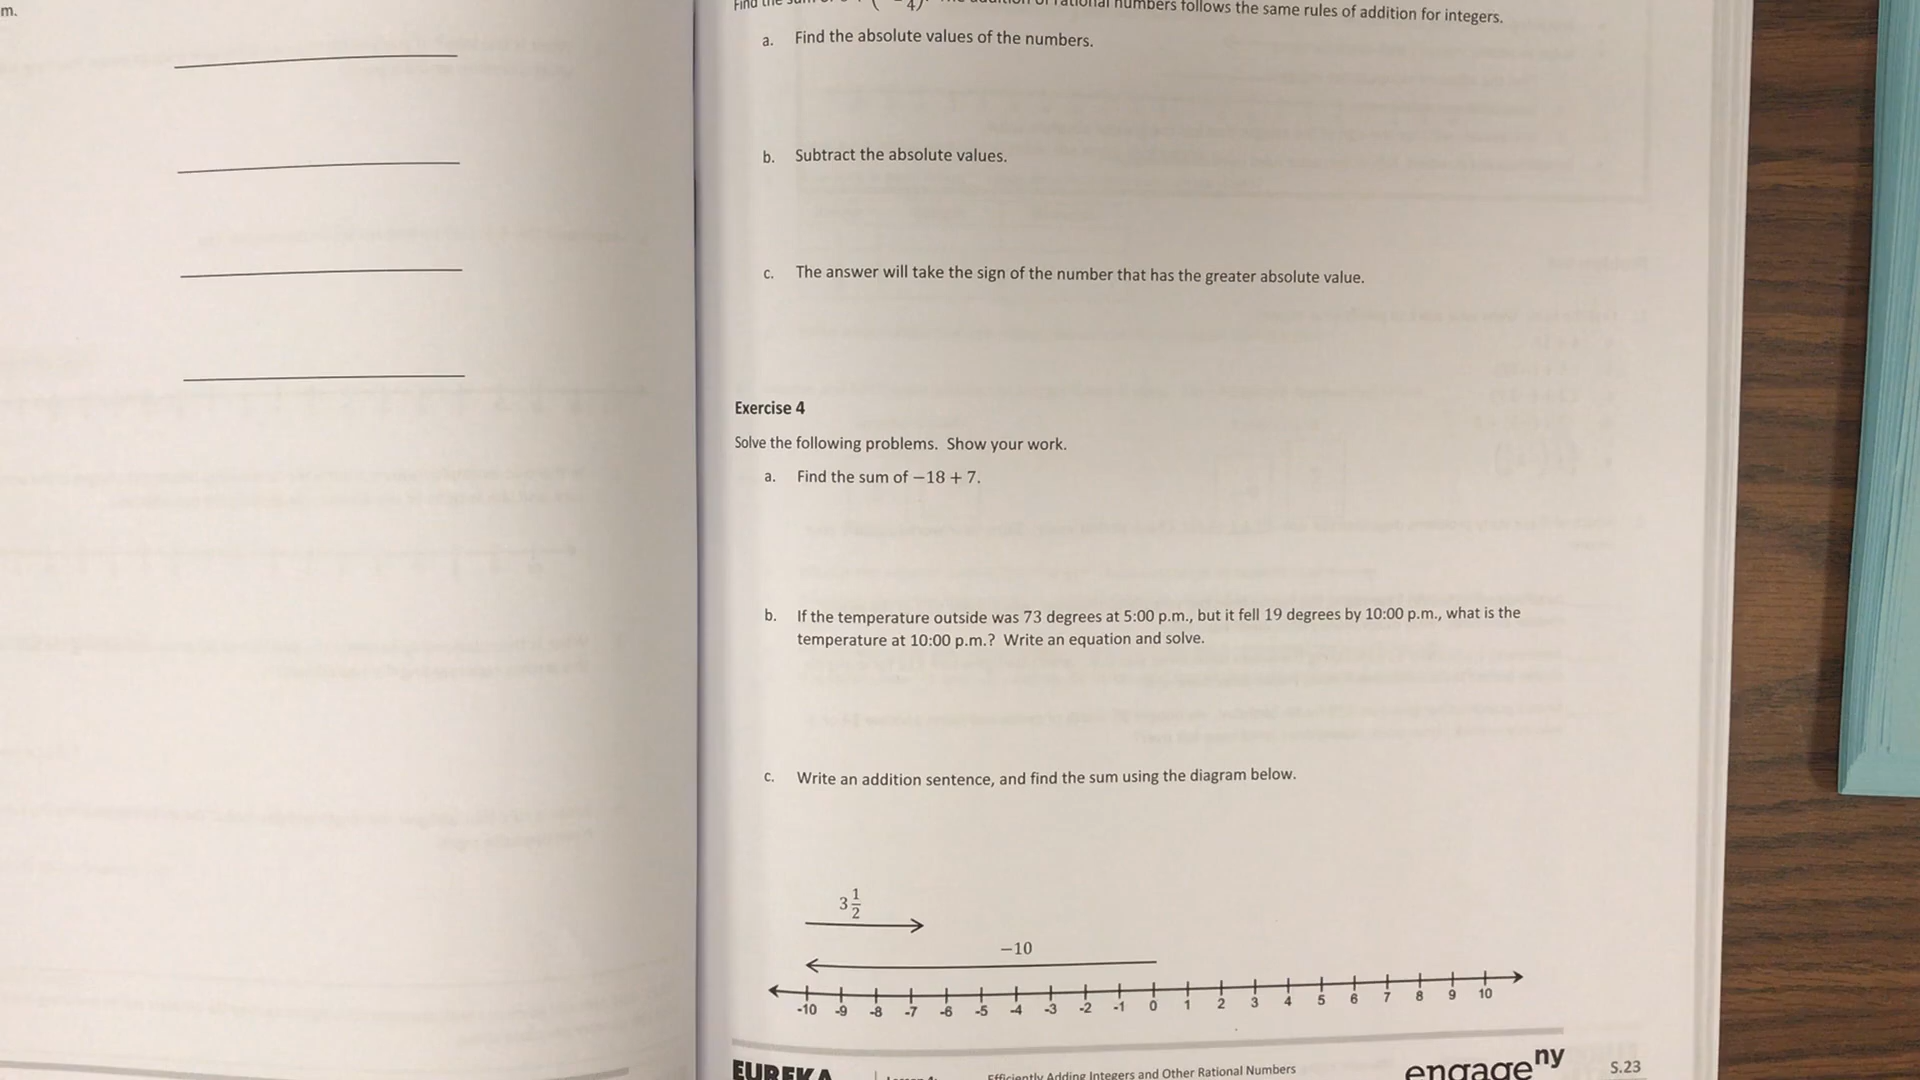 m.
Find the sum of numbers follows the same rules of addition for integers.
a. Find the absolute values of the numbers.
b. Subtract the absolute values.
c. The answer will take the sign of the number that has the greater absolute value.
Exercise 4
Solve the following problems. Show your work.
a. Find the sum of −18 + 7.
b. If the temperature outside was 73 degrees at 5:00 p.m., but it fell 19 degrees by 10:00 p.m., what is the
temperature at 10:00 p.m.? Write an equation and solve.
c. Write an addition sentence, and find the sum using the diagram below.
3 1/2
−10
-10 -9 -8 -7 -6 -5 -4 -3 -2 -1 0 1 2 3 4 5 6 7 8 9 10
EUREKA Efficiently Adding Integers and Other Rational Numbers engageny S.23